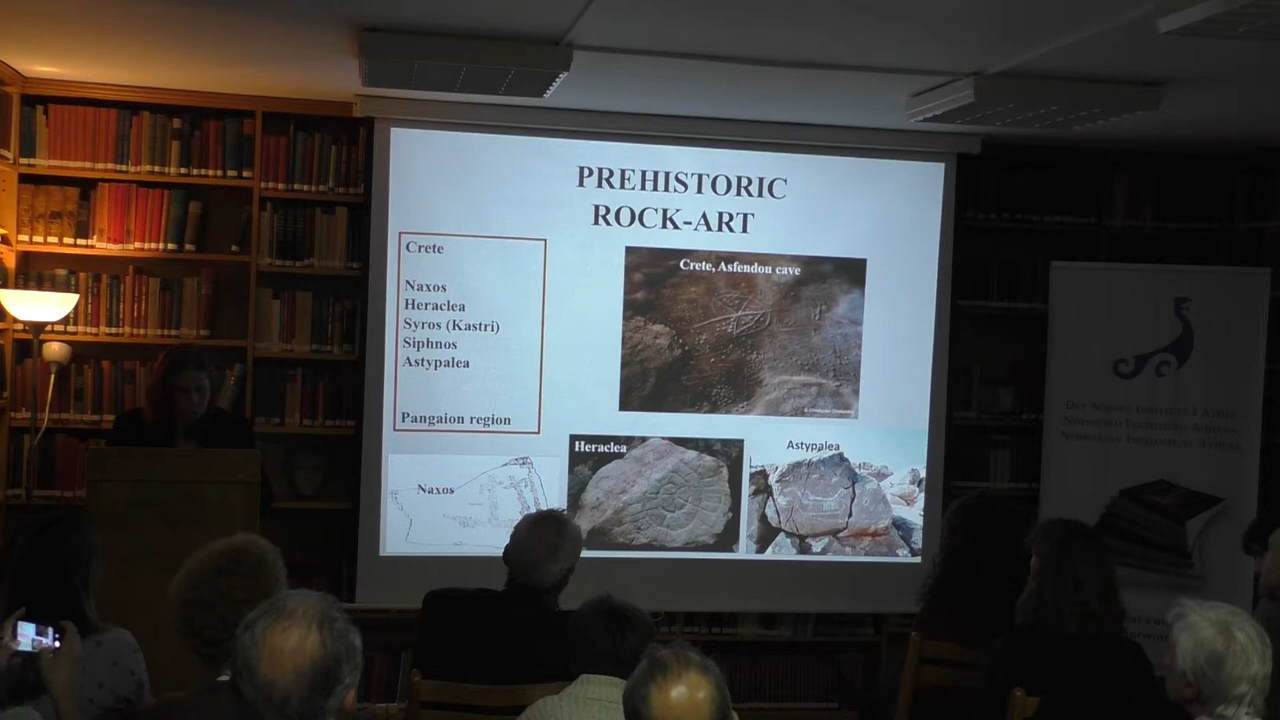 PREHISTORIC
ROCK-ART
Crete
Naxos
Heraclea
Syros (Kastri)
Siphnos
Astypalea
Pangaion region
Crete, Asfendou cave
Naxos
Heraclea
Astypalea